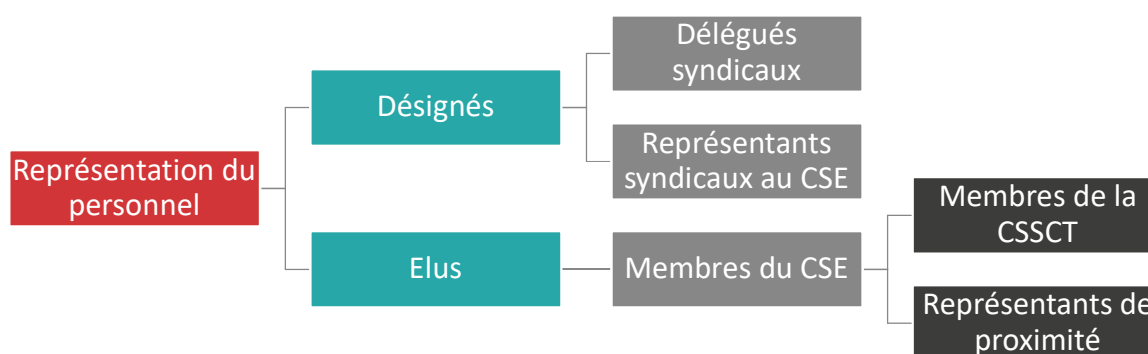 Délégués
syndicaux
Désignés
Représentants
syndicaux au CSE
Représentation du
personnel
Membres de la
CSSCT
Elus
Membres du CSE
Représentants de
proximité